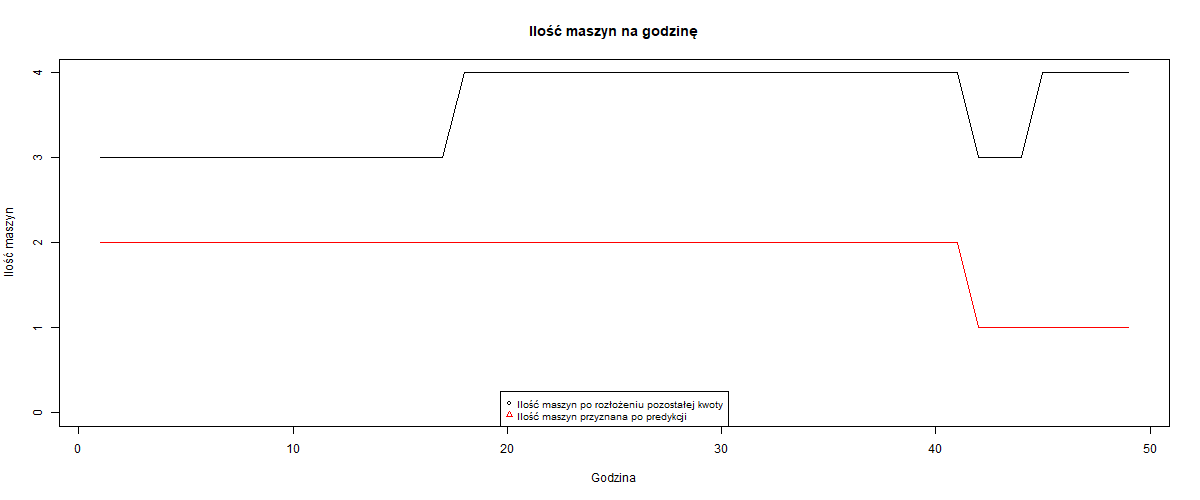 Ilość maszyn na godzinę
Ilość maszyn
4
3
2
1
0
Ilość maszyn po rozłożeniu pozostałej kwoty
Ilość maszyn przyznana po predykcji
0 10 20 30 40 50
Godzina